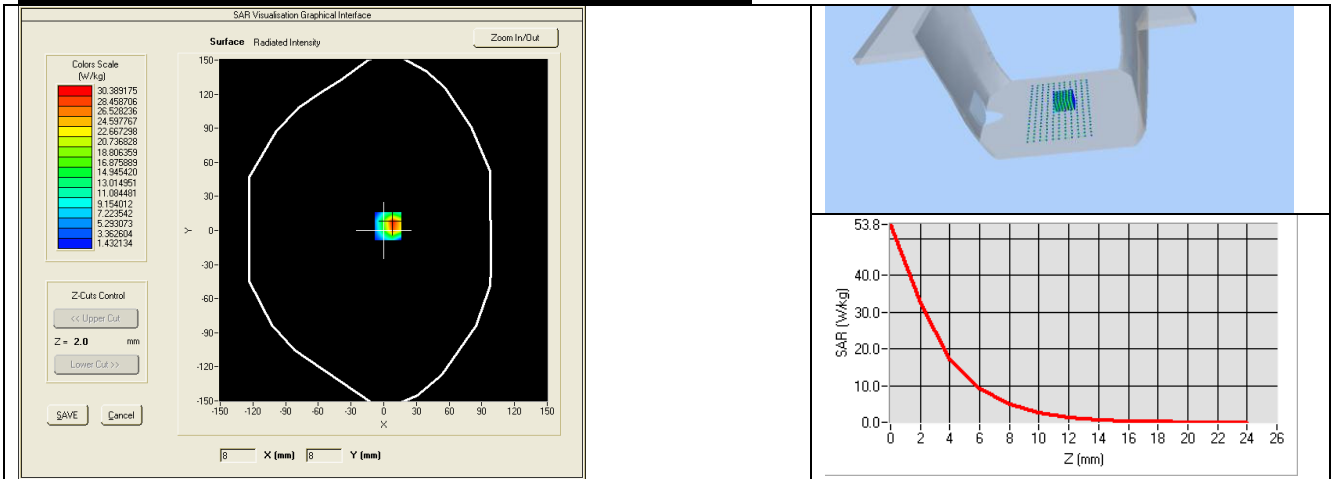 SAR Visualisation Graphical Interface
Surface Radiated Intensity
Zoom In/Out
Colors Scale
(W/kg)
30.389175
28.458706
26.528236
24.597767
22.667298
20.736828
18.806359
16.875889
14.945420
13.014951
11.084481
9.154012
7.223542
5.293073
3.362604
1.432134
Z-Cuts Control
<< Upper Cut
Z = 2.0 mm
Lower Cut >>
SAVE Cancel
150-
120-
90-
60-
30-
0-
-30-
-60-
-90-
-120-
-150-
Y
-150 -120 -90 -60 -30 0 30 60 90 120 150
X
8 X (mm) 8 Y (mm)
53.8-
40.0-
30.0-
20.0-
10.0-
0.0-
SAR (W/kg)
0 2 4 6 8 10 12 14 16 18 20 22 24 26
Z (mm)